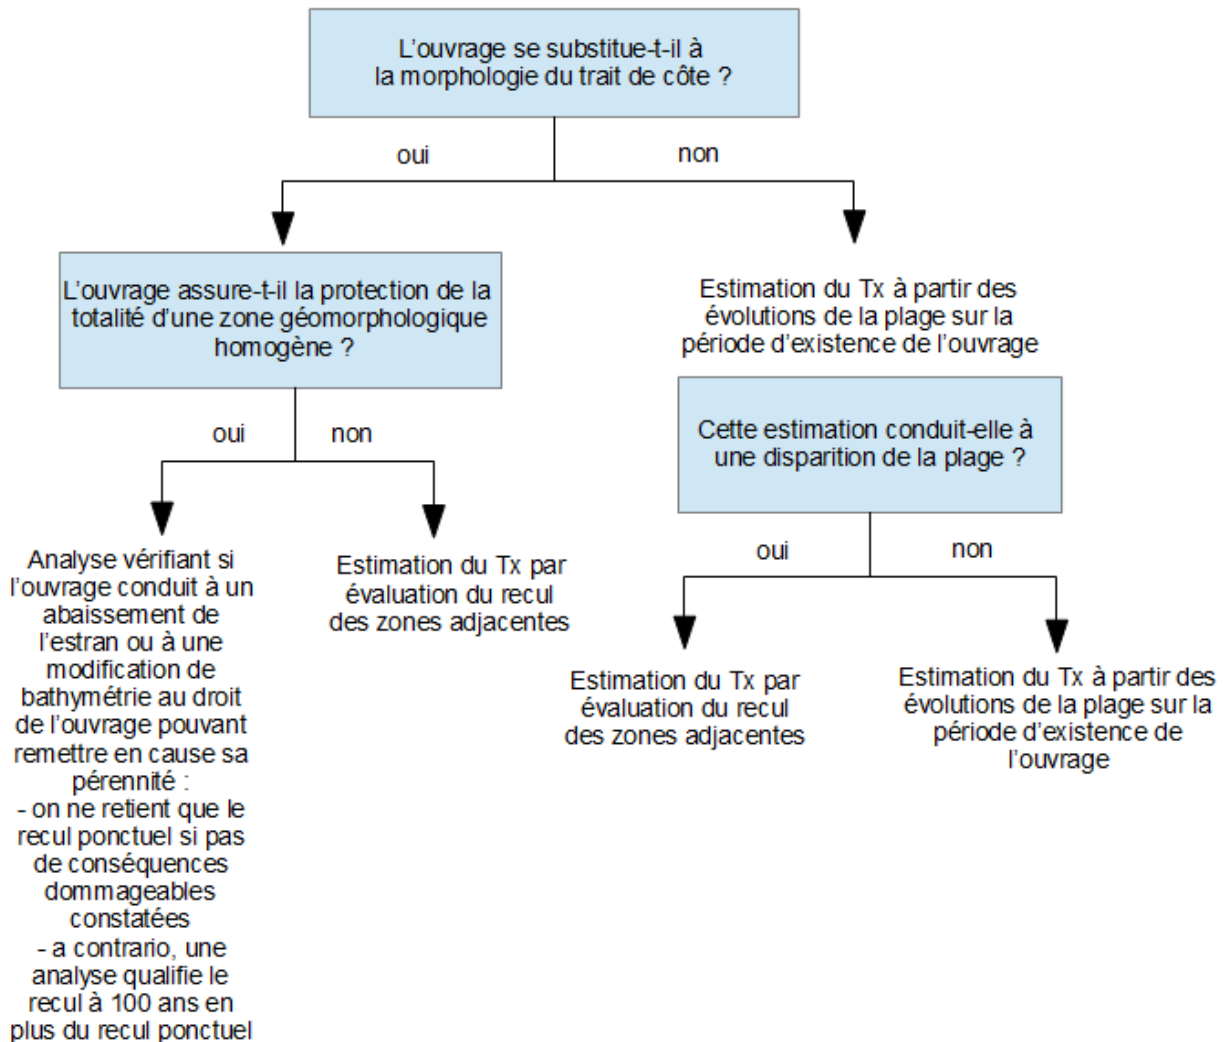 L'ouvrage se substitue-t-il à
la morphologie du trait de côte ?
oui
non
L'ouvrage assure-t-il la protection de la
totalité d'une zone géomorphologique
homogène ?
Estimation du Tx à partir des
évolutions de la plage sur la
période d'existence de l'ouvrage
oui
non
Cette estimation conduit-elle à
une disparition de la plage ?
Analyse vérifiant si
l'ouvrage conduit à un
abaissement de
l'estran ou à une
modification de
bathymétrie au droit
de l'ouvrage pouvant
remettre en cause sa
pérennité :
- on ne retient que le
recul ponctuel si pas
de conséquences
dommageables
constatées
- a contrario, une
analyse qualifie le
recul à 100 ans en
plus du recul ponctuel
Estimation du Tx par
évaluation du recul
des zones adjacentes
oui
non
Estimation du Tx par
évaluation du recul
des zones adjacentes
Estimation du Tx à partir des
évolutions de la plage sur la
période d'existence de
l'ouvrage